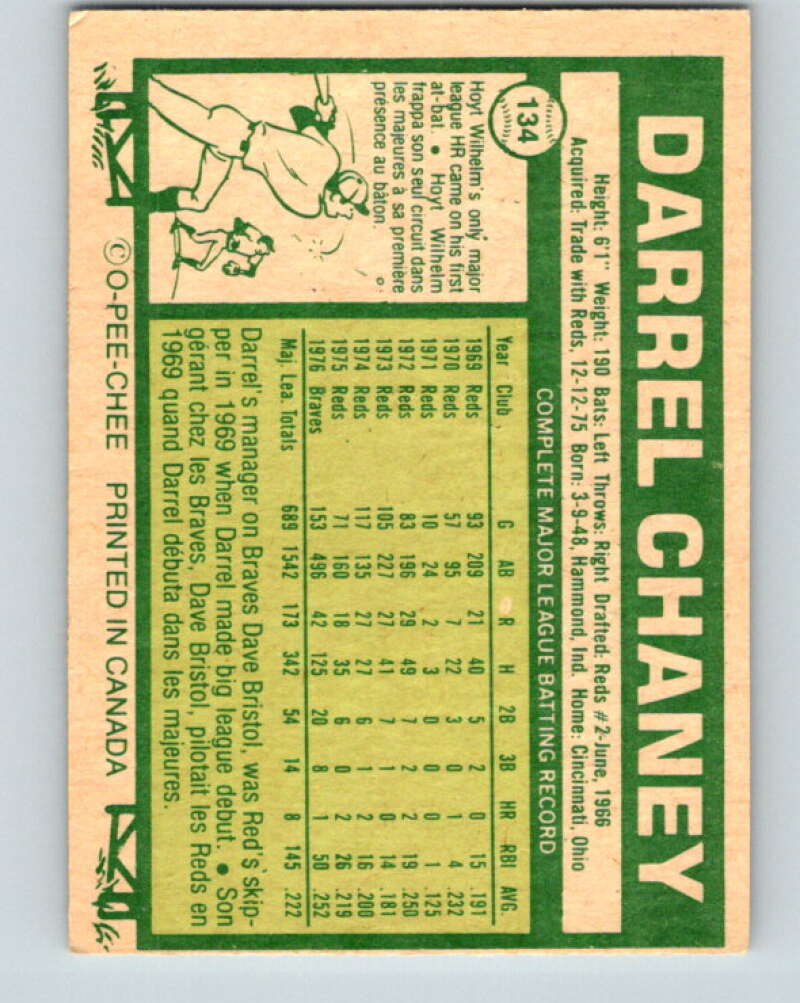 134
DARREL CHANEY
Height: 6'1" Weight: 190 Bats: Left Throws: Right Drafted: Reds #2-June, 1966
Acquired: Trade with Reds, 12-12-75 Born: 3-9-48, Hammond, Ind. Home: Cincinnati, Ohio
COMPLETE MAJOR LEAGUE BATTING RECORD
Year Club G AB R H 2B 3B HR RBI AVG.
1969 Reds 93 209 21 40 5 2 0 15 .191
1970 Reds 57 95 7 22 3 0 1 4 .232
1971 Reds 10 24 2 3 0 0 0 1 .125
1972 Reds 83 196 29 49 7 2 2 19 .250
1973 Reds 105 227 27 41 7 1 0 14 .181
1974 Reds 117 135 27 27 6 1 2 16 .200
1975 Reds 71 160 18 35 6 0 2 26 .219
1976 Braves 153 496 42 125 20 8 1 50 .252
Maj. Lea. Totals 689 1542 173 342 54 14 8 145 .222
Hoyt Wilhelm's only major
league HR came on his first
at-bat. • Hoyt Wilhelm
frappa son seul circuit dans
les majeures à sa première
présence au bâton.
Darrel's manager on Braves Dave Bristol, was Red's skip-
per in 1969 when Darrel made big league debut. • Son
gérant chez les Braves, Dave Bristol, pilotait les Reds en
1969 quand Darrel débuta dans les majeures.
© O-PEE-CHEE PRINTED IN CANADA